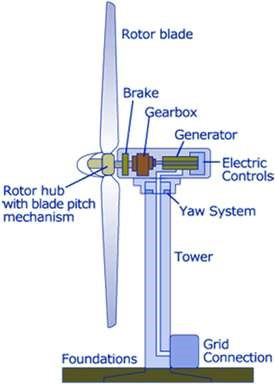 Rotor blade
Brake
Gearbox
Generator
Electric
Controls
Rotor hub
with blade pitch
mechanism
Yaw System
Tower
Foundations
Grid
Connection